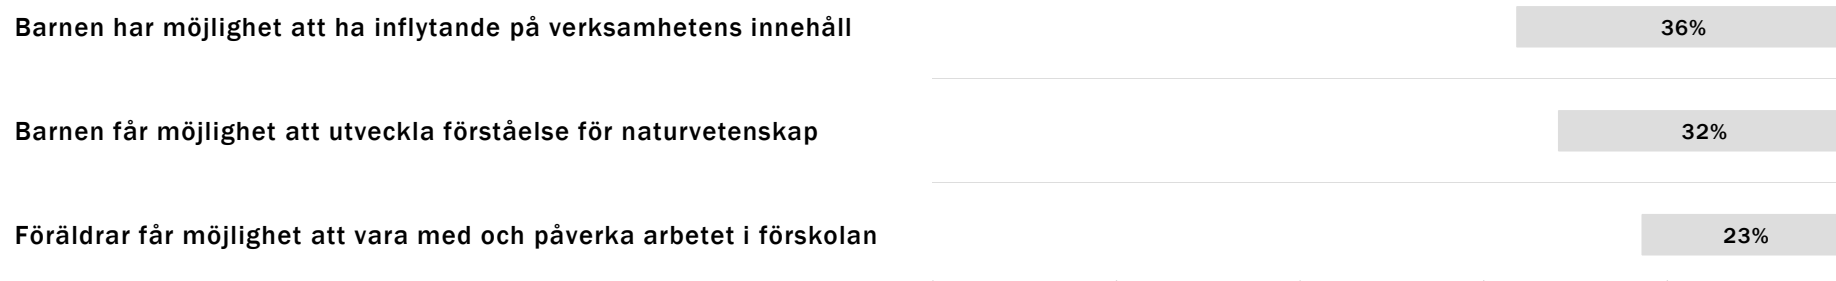 Barnen har möjlighet att ha inflytande på verksamhetens innehåll 36%
Barnen får möjlighet att utveckla förståelse för naturvetenskap 32%
Föräldrar får möjlighet att vara med och påverka arbetet i förskolan 23%